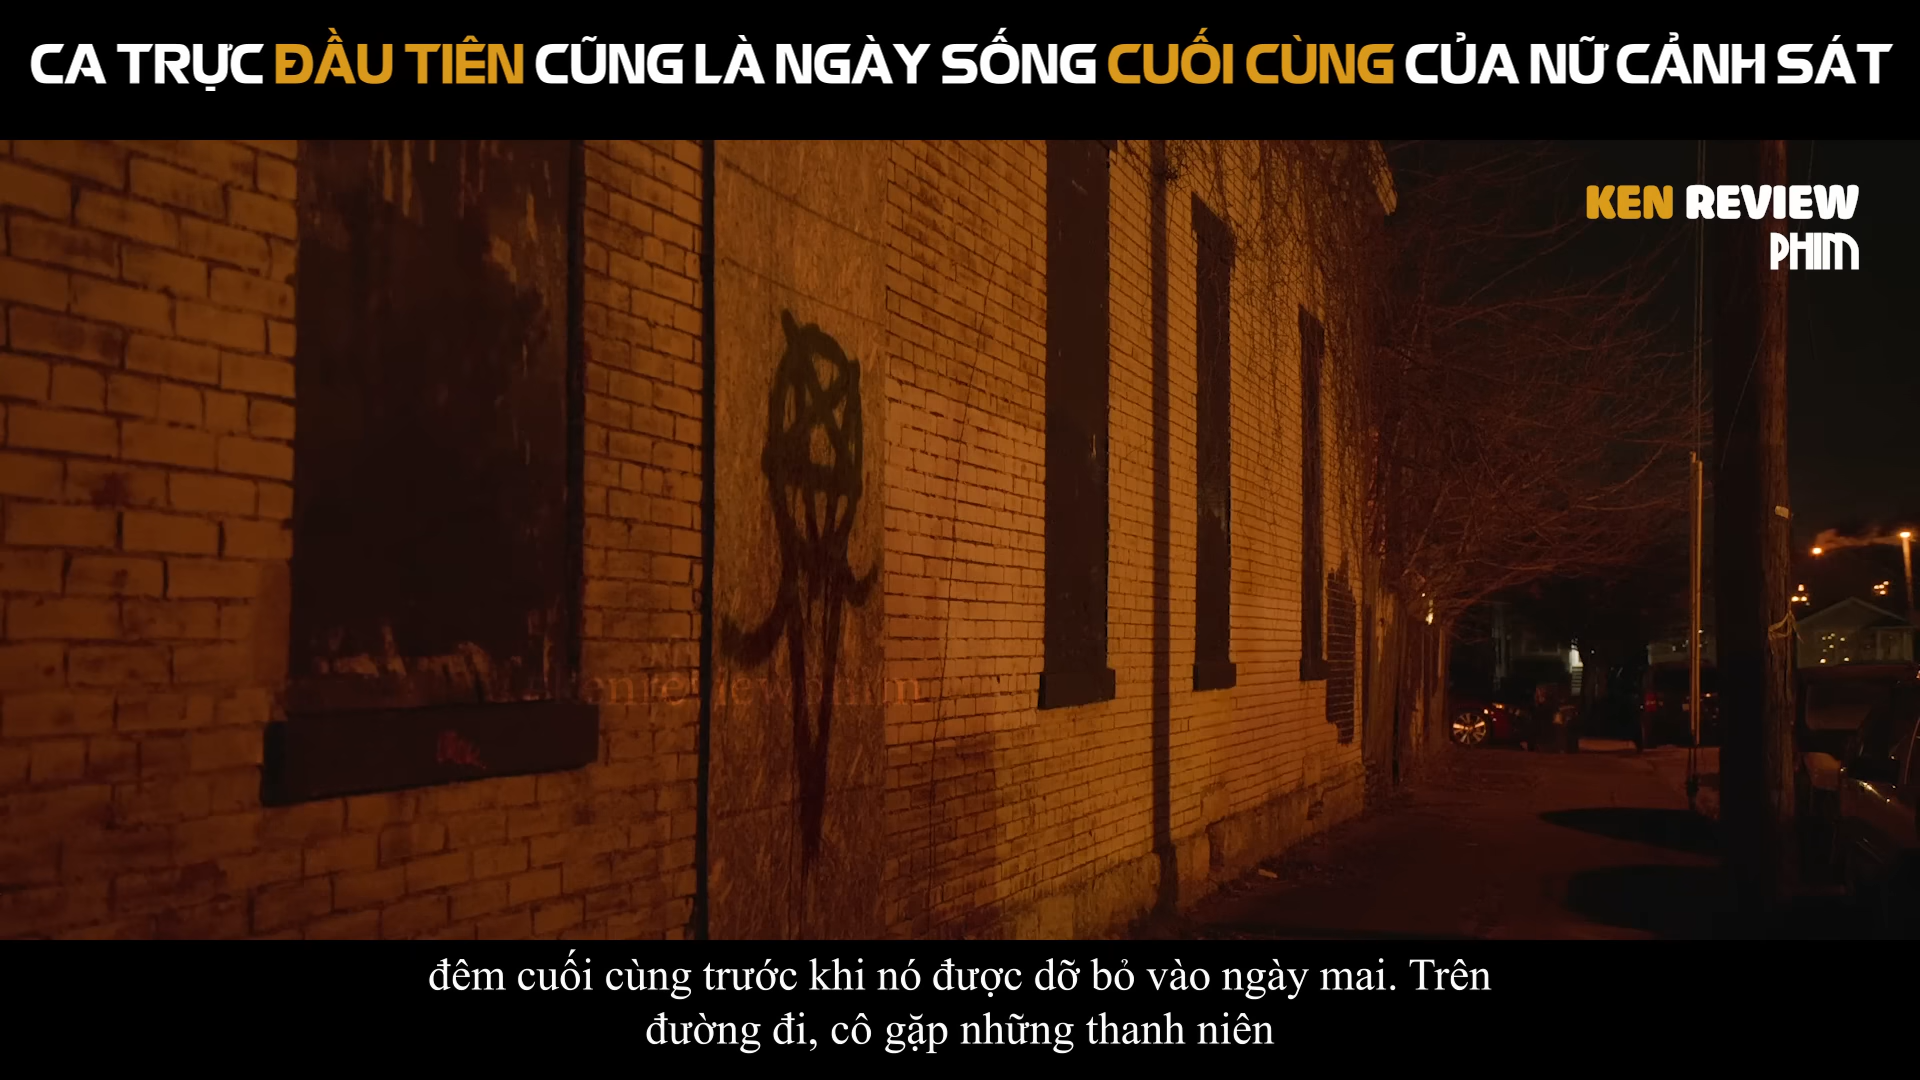 CA TRỰC ĐẦU TIÊN CŨNG LÀ NGÀY SỐNG CUỐI CÙNG CỦA NỮ CẢNH SÁT
KEN REVIEW
PHIM
đêm cuối cùng trước khi nó được dỡ bỏ vào ngày mai. Trên
đường đi, cô gặp những thanh niên